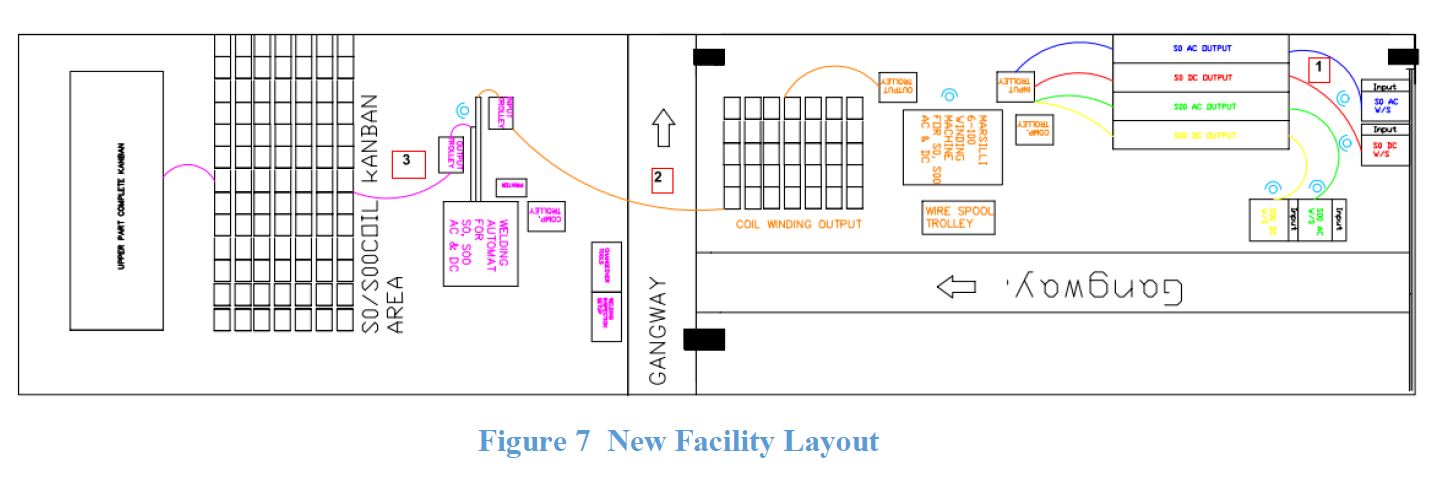 UPPER PART COMPLETE KANBAN
S0/S00COIL KANBAN
AREA
3
OUTPUT
TROLLEY
INPUT
TROLLEY
PRINTER
COMP.
TROLLEY
WELDING
AUTOMAT
FOR
S0, S00
AC & DC
CHANGEOVER
TOOLS
WELDING
INSPECTION
GANGWAY
2
COIL WINDING OUTPUT
OUTPUT
TROLLEY
MARSILLI
6-100
WINDING
MACHINE
FOR S0, S00
AC & DC
WIRE SPOOL
TROLLEY
INPUT
TROLLEY
COMP.
TROLLEY
S0 AC OUTPUT
S0 DC OUTPUT
S00 AC OUTPUT
S00 DC OUTPUT
1
Input
S0 AC
W/S
Input
S0 DC
W/S
S00 DC
W/S
Input
S00 AC
W/S
Input
Gangway.
Figure 7 New Facility Layout